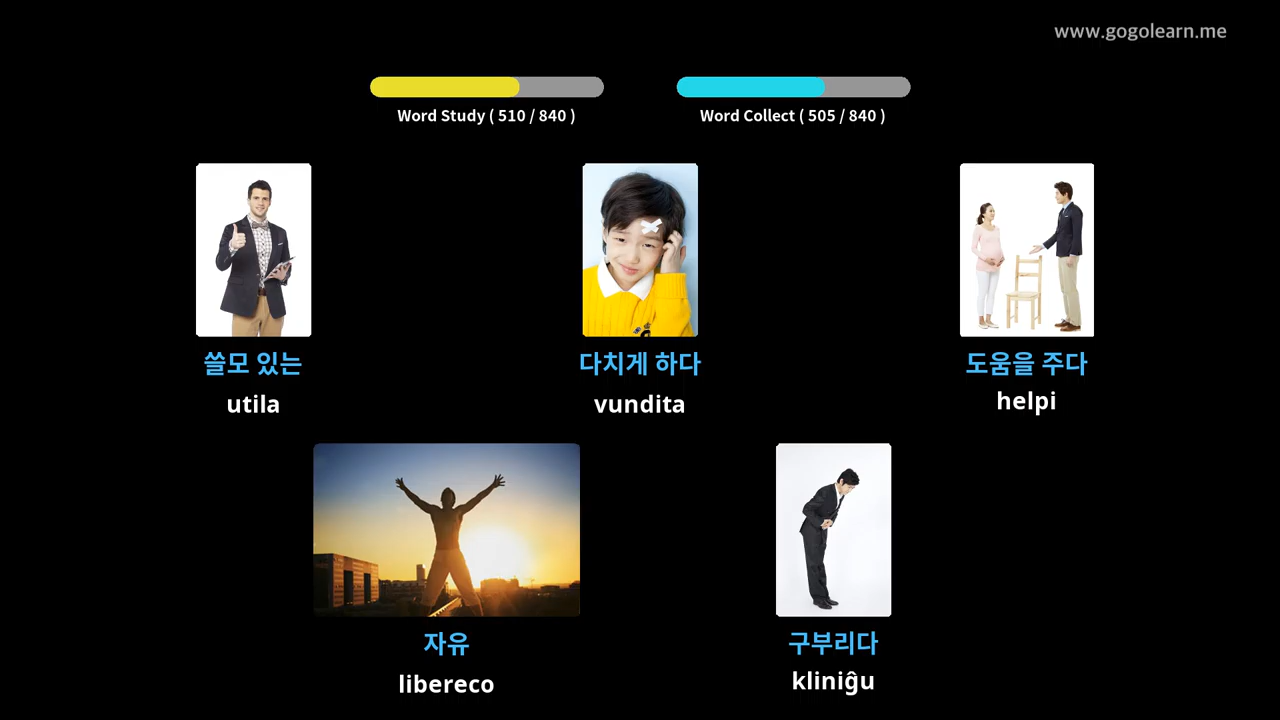 www.gogolearn.me
Word Study ( 510 / 840 )
Word Collect ( 505 / 840 )
쓸모 있는
utila
다치게 하다
vundita
도움을 주다
helpi
자유
libereco
구부리다
kliniĝu